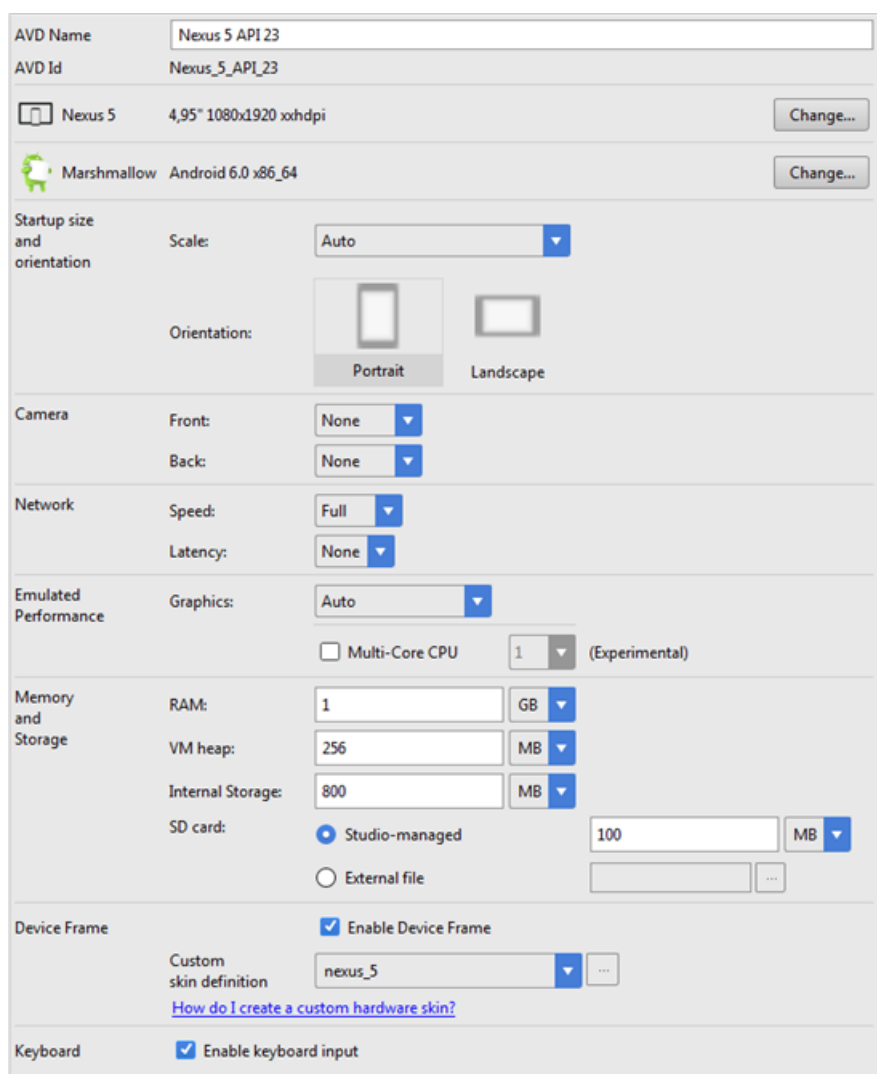 AVD Name Nexus 5 API 23
AVD Id Nexus_5_API_23
Nexus 5 4,95" 1080x1920 xxhdpi Change...
Marshmallow Android 6.0 x86_64 Change...
Startup size
and
orientation
Scale: Auto
Orientation:
Portrait Landscape
Camera Front: None
Back: None
Network Speed: Full
Latency: None
Emulated
Performance
Graphics: Auto
Multi-Core CPU 1 (Experimental)
Memory
and
Storage
RAM: 1 GB
VM heap: 256 MB
Internal Storage: 800 MB
SD card: Studio-managed 100 MB
External file ...
Device Frame Enable Device Frame
Custom
skin definition
nexus_5 ...
How do I create a custom hardware skin?
Keyboard Enable keyboard input